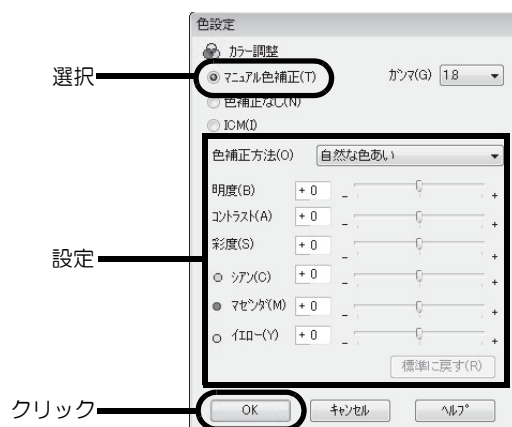 色設定
カラー調整
選択
マニュアル色補正(T)
ガンマ(G) 1.8
色補正なし(N)
ICM(I)
色補正方法(O) 自然な色あい
明度(B) + 0 - +
コントラスト(A) + 0 - +
彩度(S) + 0 - +
設定
シアン(C) + 0 - +
マゼンダ(M) + 0 - +
イエロー(Y) + 0 - +
標準に戻す(R)
クリック
OK キャンセル ヘルプ